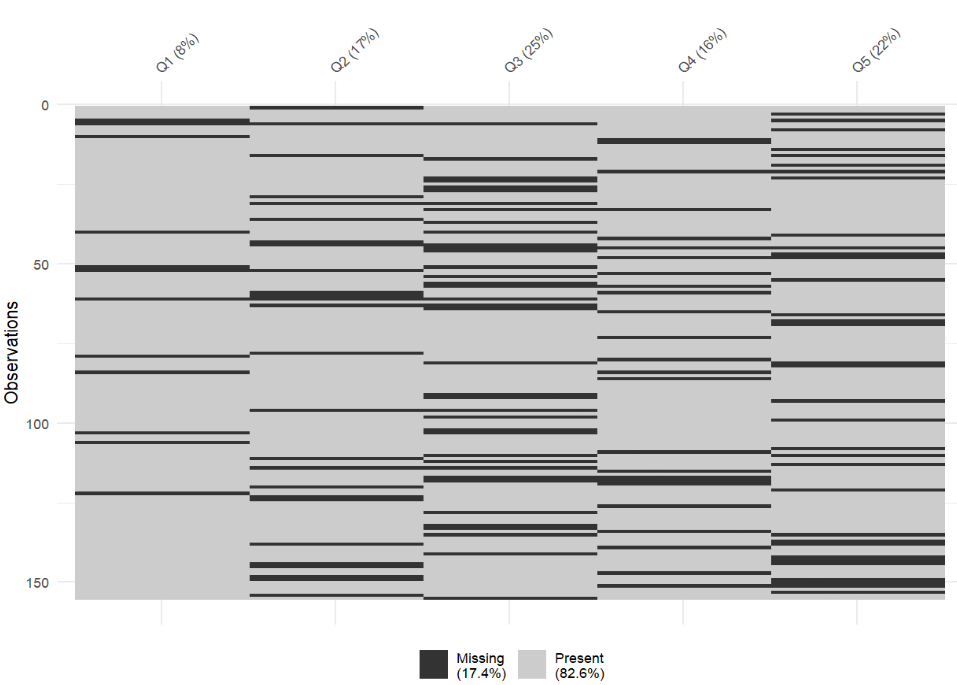 Q1 (8%)
Q2 (17%)
Q3 (25%)
Q4 (16%)
Q5 (22%)
0
50
100
150
Observations
Missing
(17.4%)
Present
(82.6%)